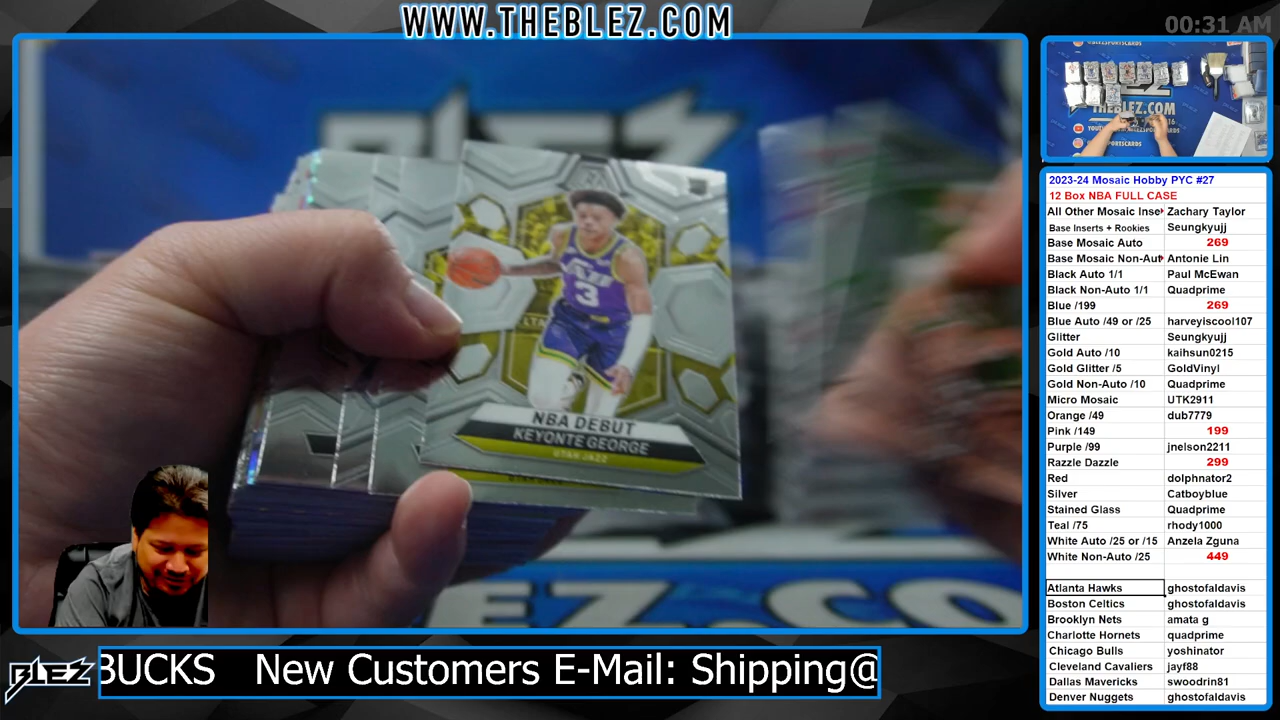 WWW.THEBLEZ.COM
00:31 AM
THEBLEZ.COM
NBA DEBUT
KEYONTE GEORGE
UTAH JAZZ
3
2023-24 Mosaic Hobby PYC #27
12 Box NBA FULL CASE
All Other Mosaic Inse Zachary Taylor
Base Inserts + Rookies Seungkyujj
Base Mosaic Auto 269
Base Mosaic Non-Aut Antonie Lin
Black Auto 1/1 Paul McEwan
Black Non-Auto 1/1 Quadprime
Blue /199 269
Blue Auto /49 or /25 harveyiscool107
Glitter Seungkyujj
Gold Auto /10 kaihsun0215
Gold Glitter /5 GoldVinyl
Gold Non-Auto /10 Quadprime
Micro Mosaic UTK2911
Orange /49 dub7779
Pink /149 199
Purple /99 jnelson2211
Razzle Dazzle 299
Red dolphnator2
Silver Catboyblue
Stained Glass Quadprime
Teal /75 rhody1000
White Auto /25 or /15 Anzela Zguna
White Non-Auto /25 449
Atlanta Hawks ghostofaldavis
Boston Celtics ghostofaldavis
Brooklyn Nets amata g
Charlotte Hornets quadprime
Chicago Bulls yoshinator
Cleveland Cavaliers jayf88
Dallas Mavericks swoodrin81
Denver Nuggets ghostofaldavis
BLEZ
BUCKS New Customers E-Mail: Shipping@